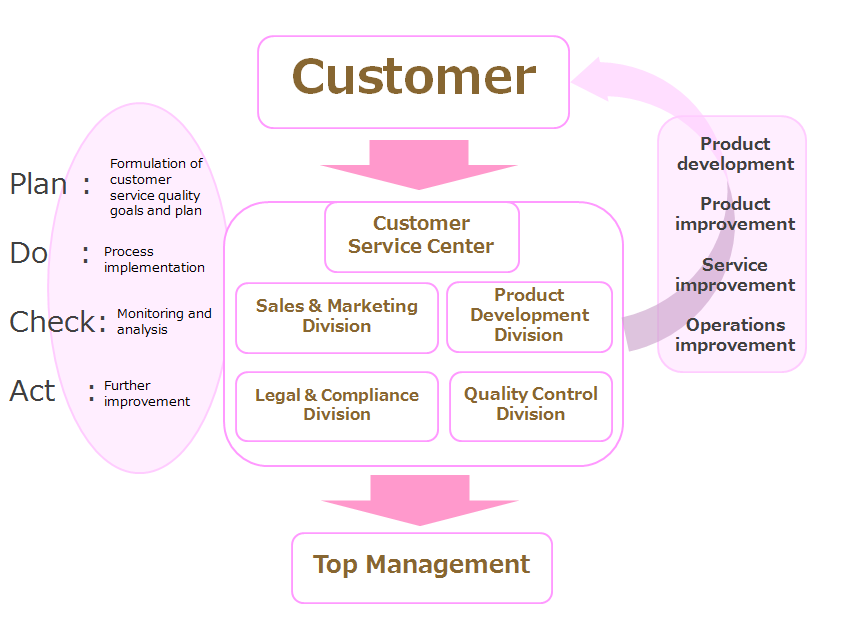 Customer
Plan :
Formulation of
customer
service quality
goals and plan
Do :
Process
implementation
Check:
Monitoring and
analysis
Act :
Further
improvement
Customer
Service Center
Sales & Marketing
Division
Product
Development
Division
Legal & Compliance
Division
Quality Control
Division
Product
development
Product
improvement
Service
improvement
Operations
improvement
Top Management